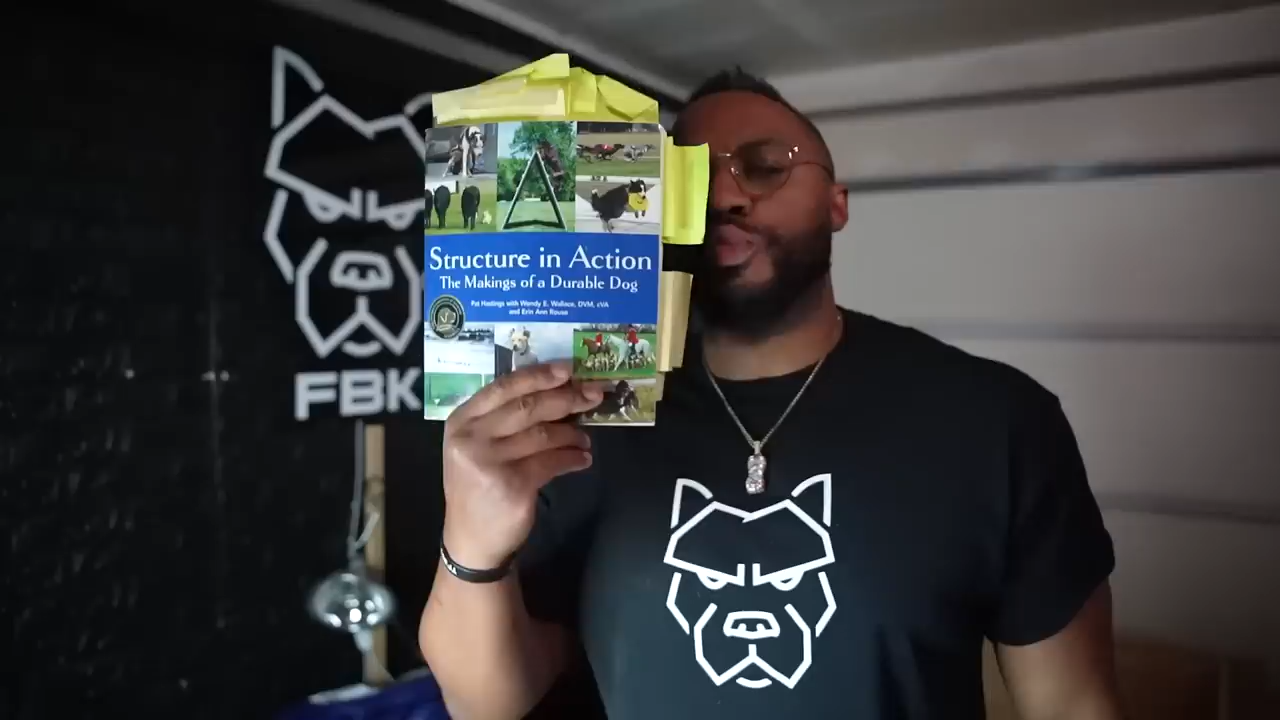 Structure in Action
The Makings of a Durable Dog
Pat Hastings with Wendy E. Wallace, DVM, cVA
and Erin Ann Rouse
FBK